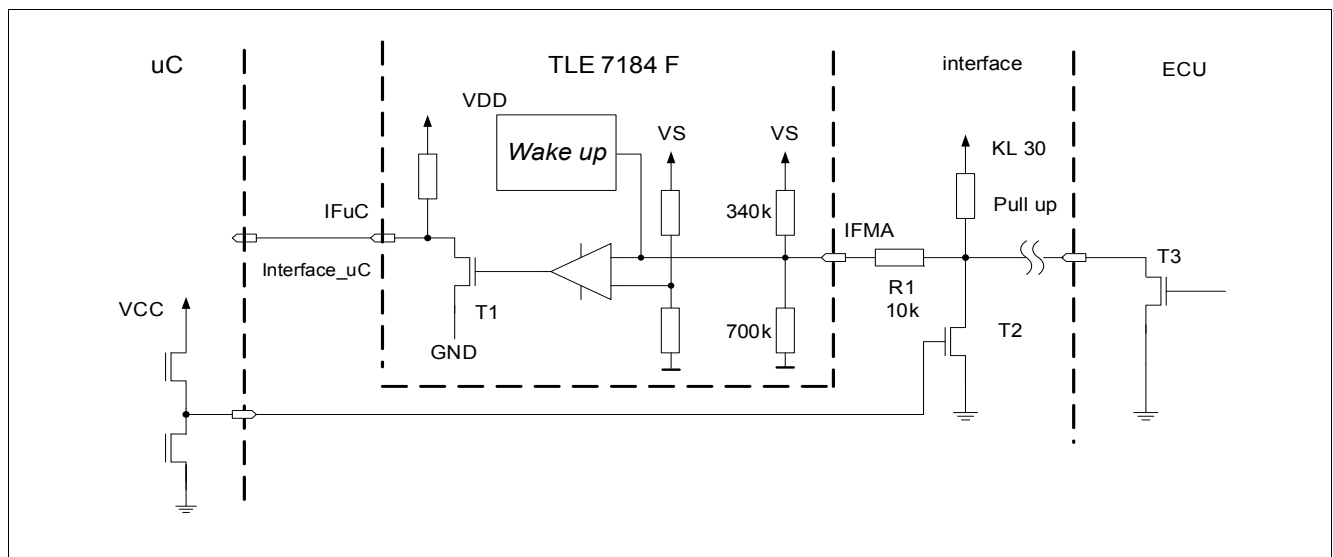 uC
TLE 7184 F
interface
ECU
VDD
Wake up
VS
VS
KL 30
340k
Pull up
IFuC
IFMA
T3
Interface_uC
R1
10k
VCC
T1
T2
700k
GND